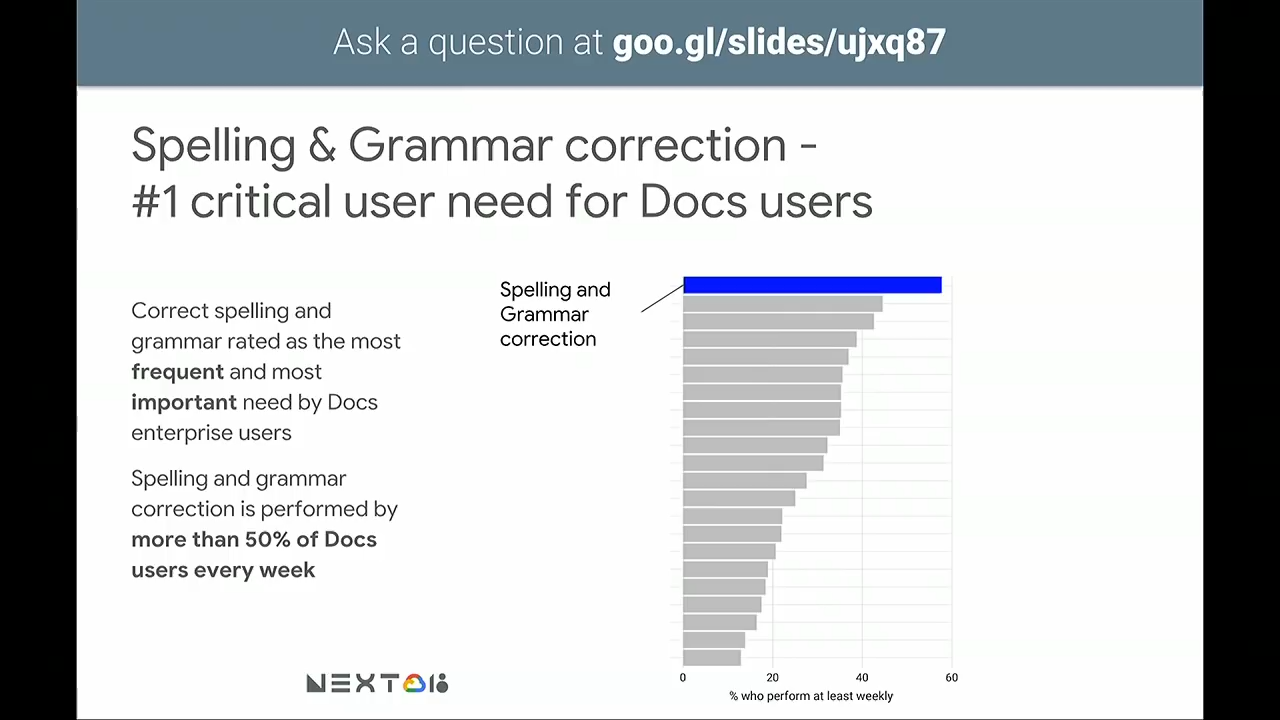 Ask a question at goo.gl/slides/ujxq87
Spelling & Grammar correction -
#1 critical user need for Docs users
Correct spelling and
grammar rated as the most
frequent and most
important need by Docs
enterprise users
Spelling and grammar
correction is performed by
more than 50% of Docs
users every week
Spelling and
Grammar
correction
0 20 40 60
% who perform at least weekly
NEXT 18